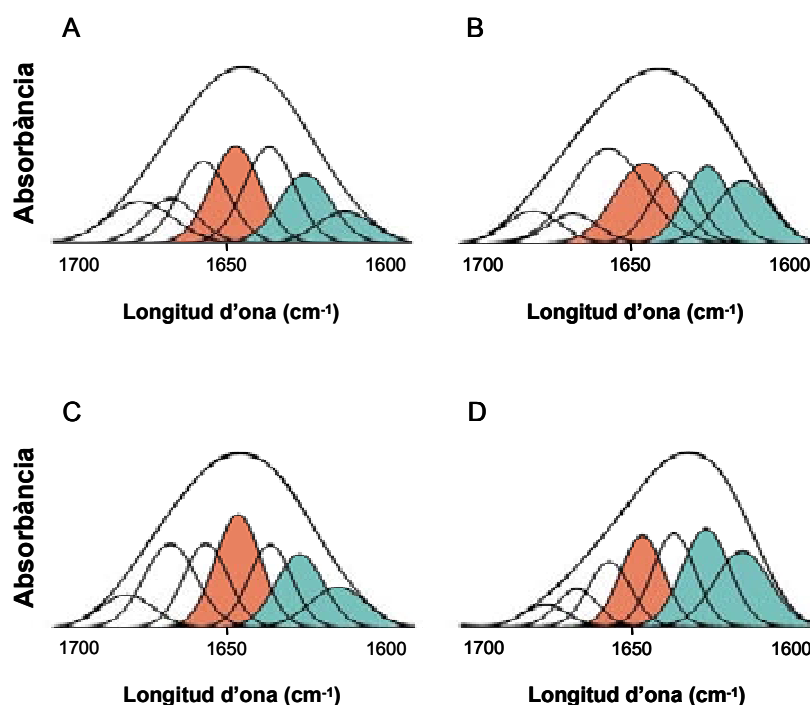 A
B
Absorbància
1700 1650 1600
1700 1650 1600
Longitud d’ona (cm-1)
Longitud d’ona (cm-1)
C
D
Absorbància
1700 1650 1600
1700 1650 1600
Longitud d’ona (cm-1)
Longitud d’ona (cm-1)